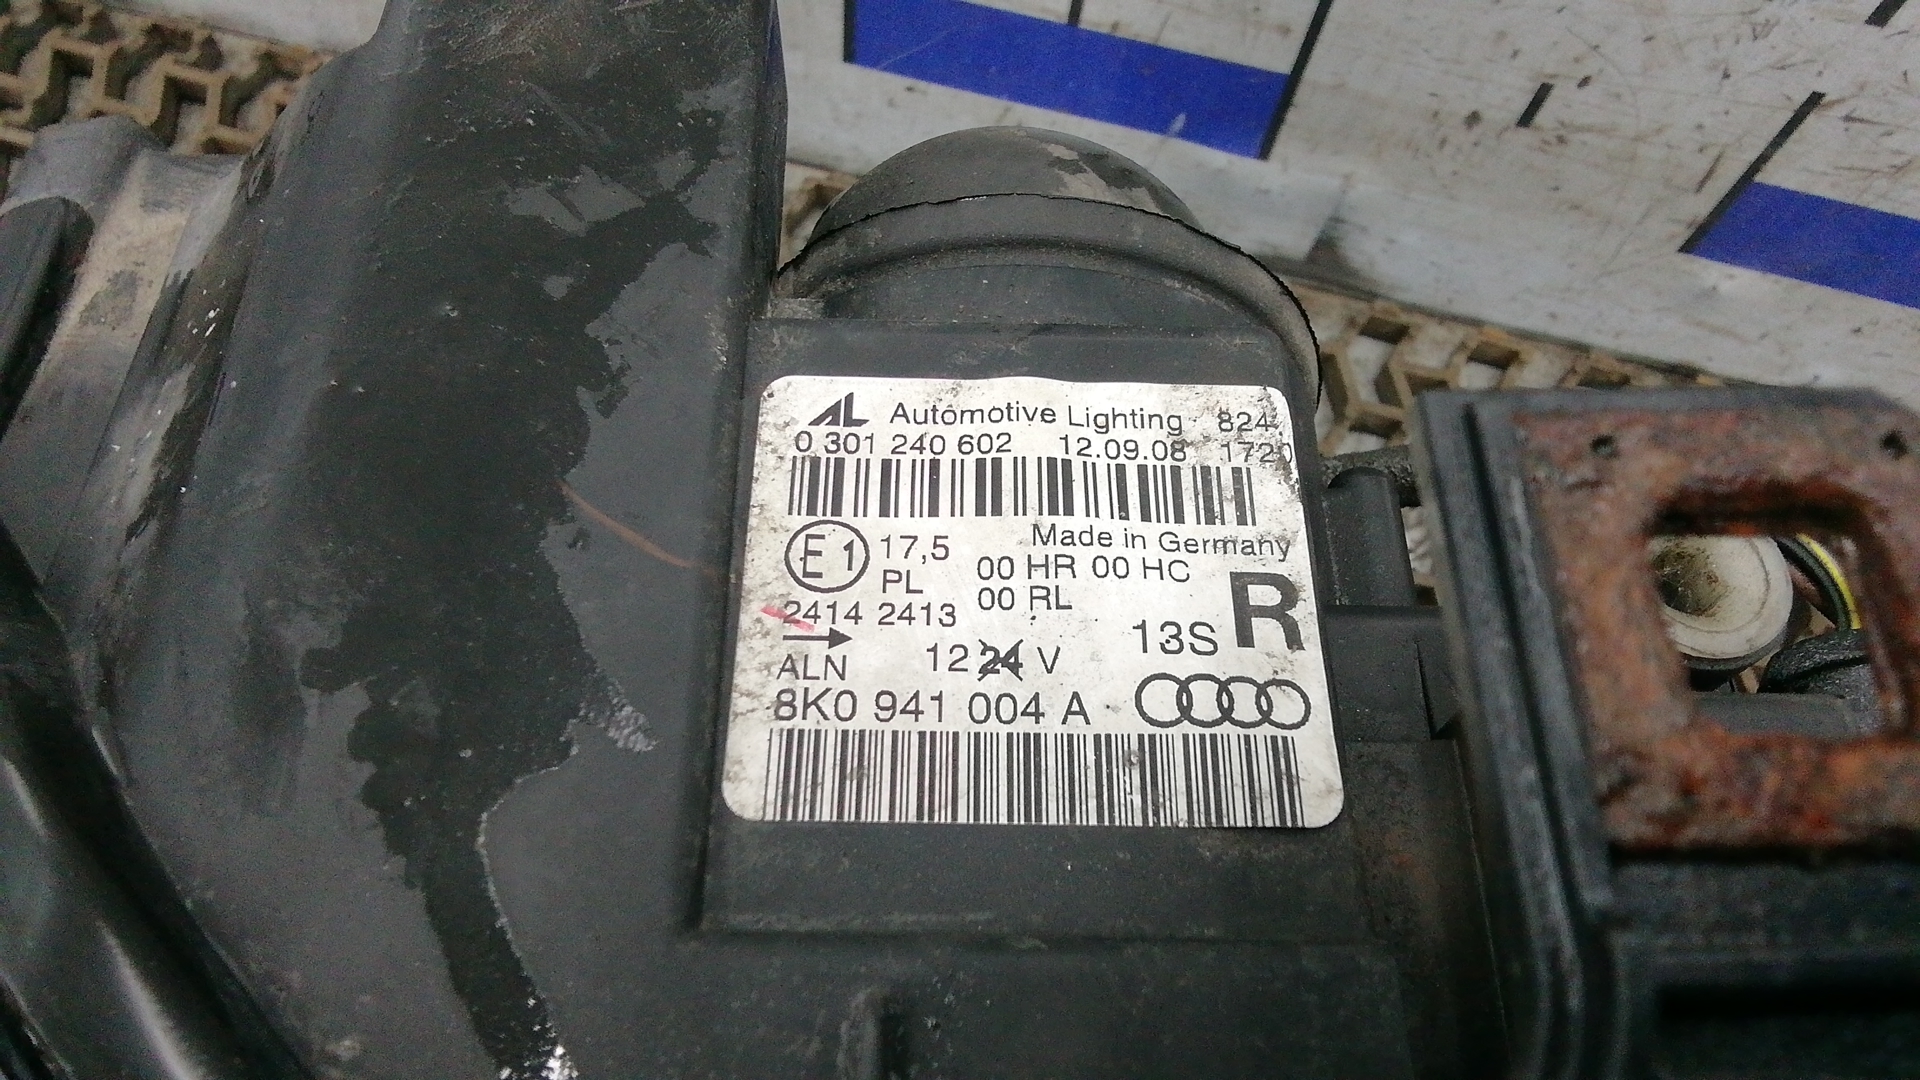 AL Automotive Lighting 824
0 301 240 602 12.09.08 1720
Made in Germany
E1 17,5
PL
00 HR 00 HC
00 RL
R
2414 2413
13S
ALN
12 24 V
8K0 941 004 A